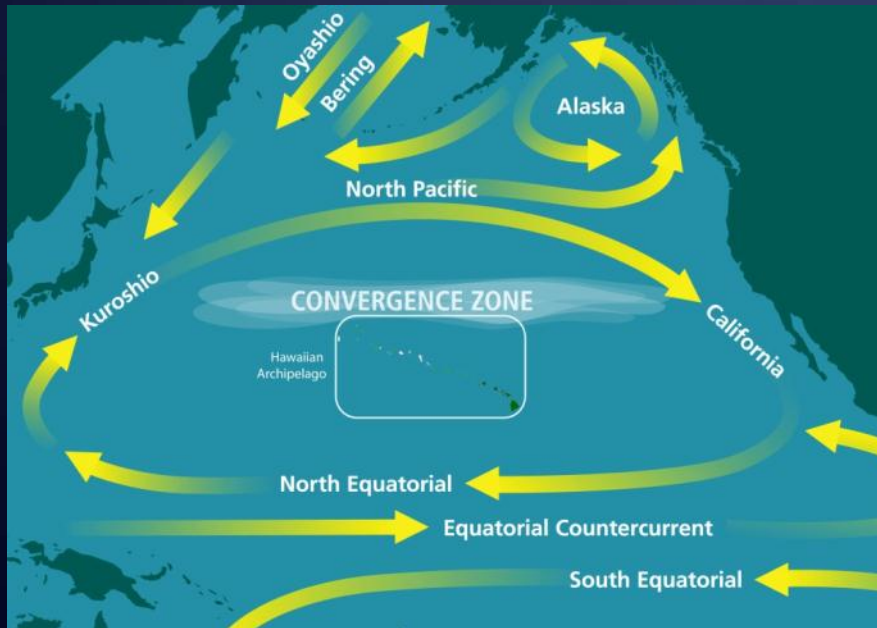 Oyashio
Bering
Alaska
North Pacific
Kuroshio
CONVERGENCE ZONE
California
Hawaiian
Archipelago
North Equatorial
Equatorial Countercurrent
South Equatorial